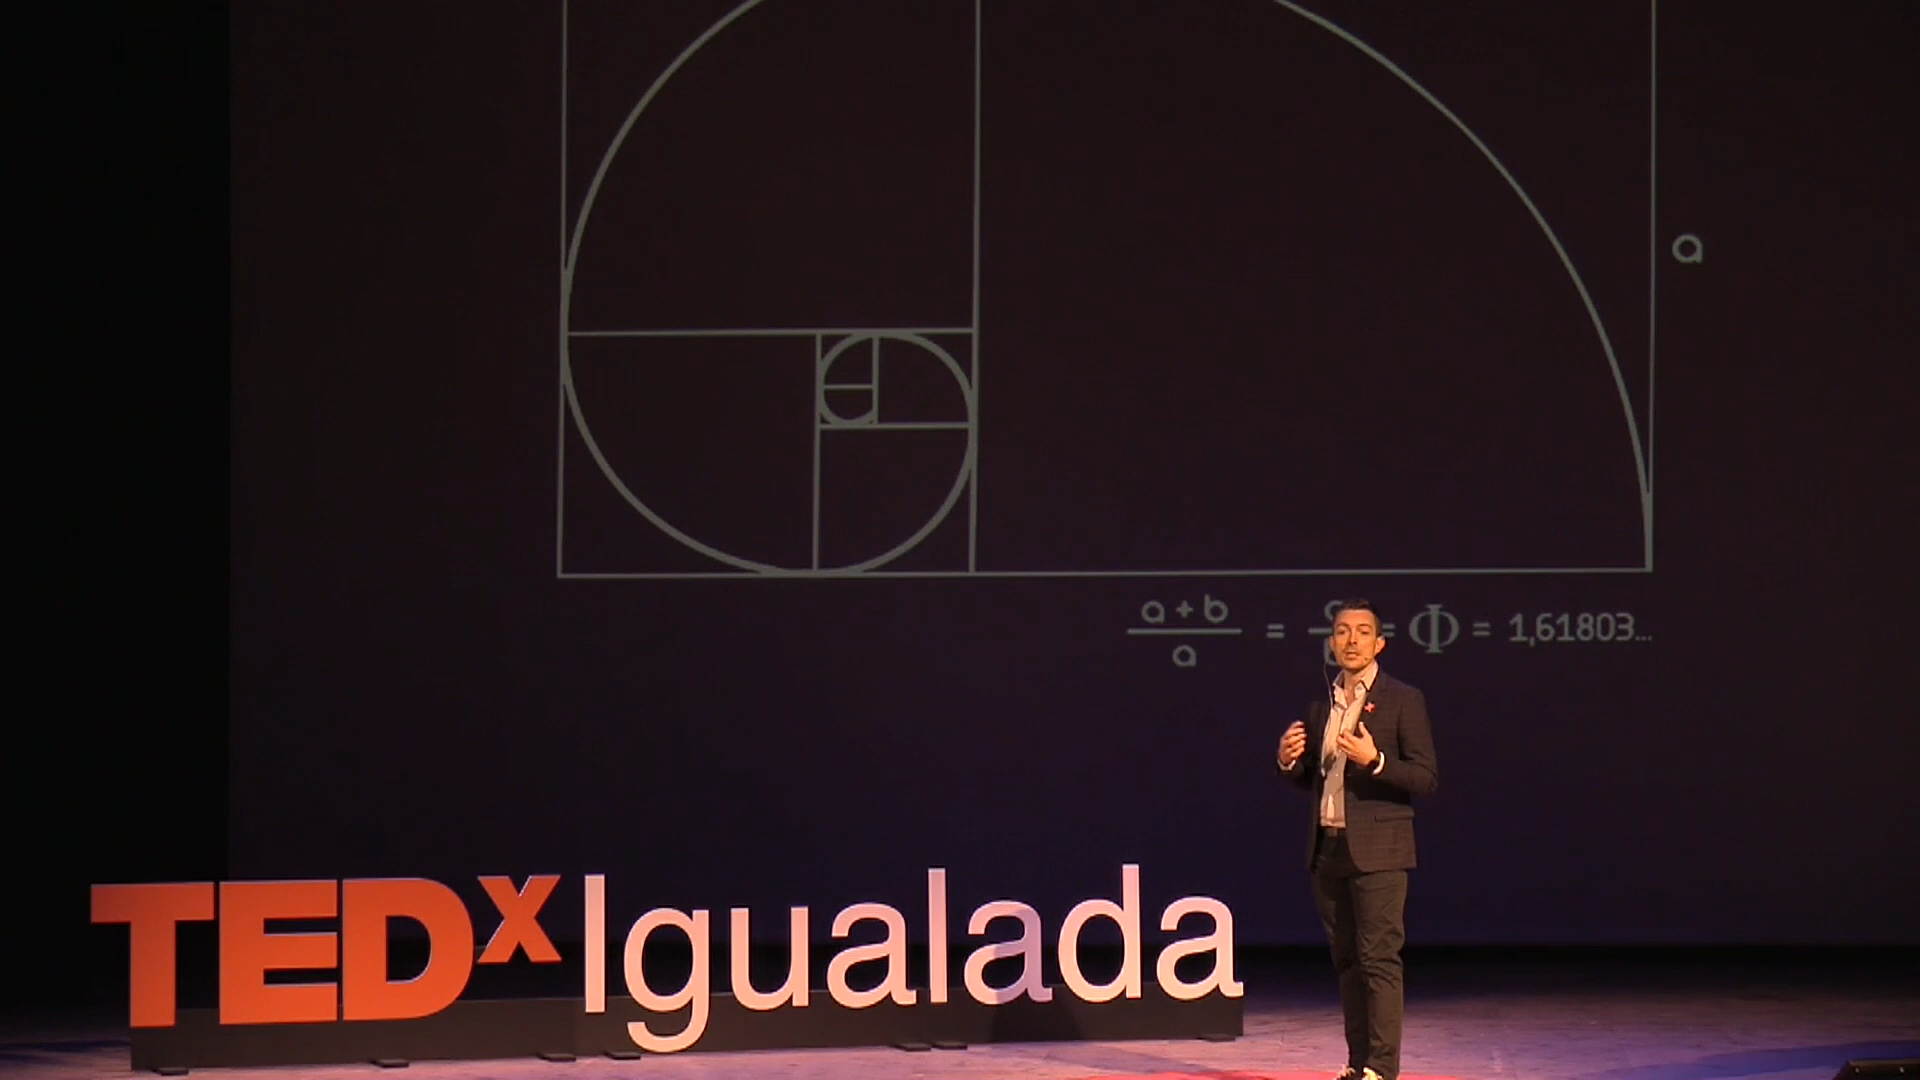 a
a + b
= = Φ = 1,61803...
a
TEDx Igualada